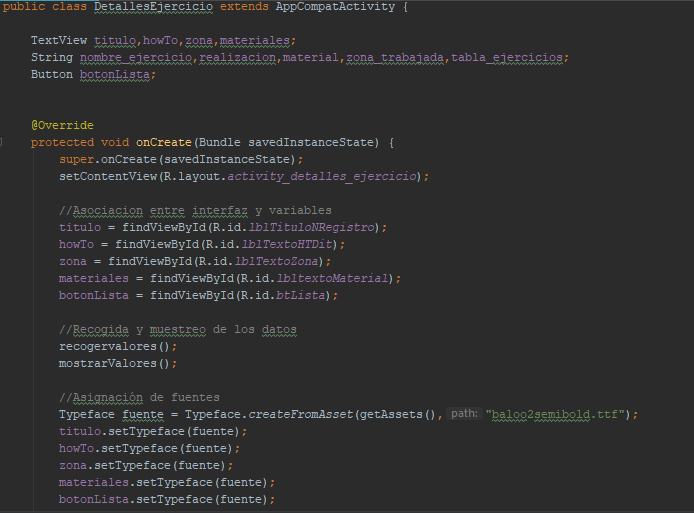 public class DetallesEjercicio extends AppCompatActivity {
TextView titulo,howTo,zona,materiales;
String nombre_ejercicio,realizacion,material,zona_trabajada,tabla_ejercicios;
Button botonLista;
@Override
protected void onCreate(Bundle savedInstanceState) {
super.onCreate(savedInstanceState);
setContentView(R.layout.activity_detalles_ejercicio);
//Asociacion entre interfaz y variables
titulo = findViewById(R.id.lblTituloNRegistro);
howTo = findViewById(R.id.lblTextoHTDit);
zona = findViewById(R.id.lblTextoZona);
materiales = findViewById(R.id.lbltextoMaterial);
botonLista = findViewById(R.id.btLista);
//Recogida y muestreo de los datos
recogervalores();
mostrarValores();
//Asignación de fuentes
Typeface fuente = Typeface.createFromAsset(getAssets(), path: "baloo2semibold.ttf");
titulo.setTypeface(fuente);
howTo.setTypeface(fuente);
zona.setTypeface(fuente);
materiales.setTypeface(fuente);
botonLista.setTypeface(fuente);